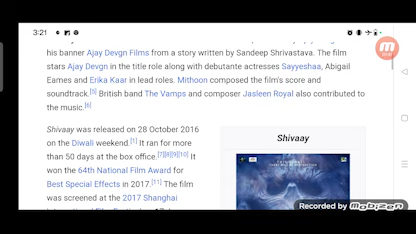 3:21
his banner Ajay Devgn Films from a story written by Sandeep Shrivastava. The film
stars Ajay Devgn in the title role along with debutante actresses Sayyeshaa, Abigail
Eames and Erika Kaar in lead roles. Mithoon composed the film's score and
soundtrack.[5] British band The Vamps and composer Jasleen Royal also contributed to
the music.[6]
Shivaay was released on 28 October 2016
on the Diwali weekend.[1] It ran for more
than 50 days at the box office.[7][8][9][10] It
won the 64th National Film Award for
Best Special Effects in 2017.[11] The film
was screened at the 2017 Shanghai
Shivaay
Recorded by Mobizen